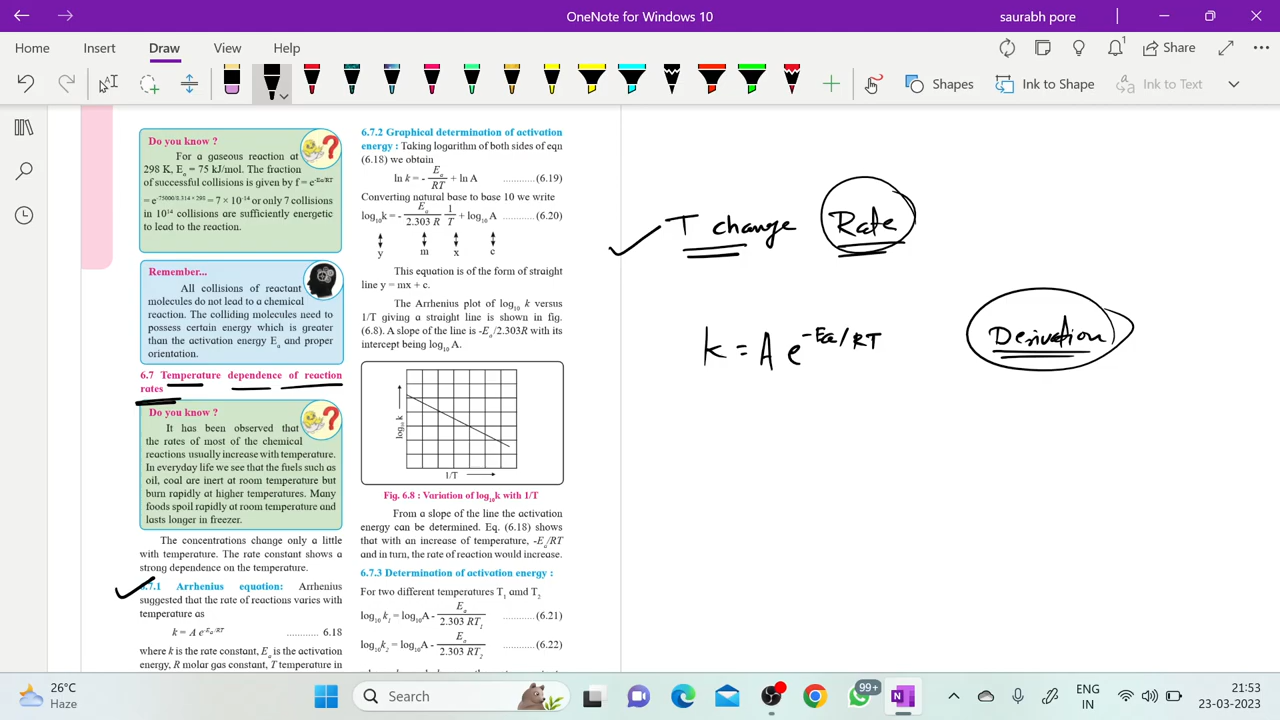 OneNote for Windows 10
saurabh pore
Home Insert Draw View Help
Share
Shapes
Ink to Shape
Ink to Text
Do you know ?
For a gaseous reaction at
298 K, Ea = 75 kJ/mol. The fraction
of successful collisions is given by f = e^-Ea/RT
= e^-75000/8.314 × 298 = 7 × 10^-14 or only 7 collisions
in 10^14 collisions are sufficiently energetic
to lead to the reaction.
Remember...
All collisions of reactant
molecules do not lead to a chemical
reaction. The colliding molecules need to
possess certain energy which is greater
than the activation energy Ea and proper
orientation.
6.7 Temperature dependence of reaction
rates
Do you know ?
It has been observed that
the rates of most of the chemical
reactions usually increase with temperature.
In everyday life we see that the fuels such as
oil, coal are inert at room temperature but
burn rapidly at higher temperatures. Many
foods spoil rapidly at room temperature and
lasts longer in freezer.
The concentrations change only a little
with temperature. The rate constant shows a
strong dependence on the temperature.
6.7.1 Arrhenius equation: Arrhenius
suggested that the rate of reactions varies with
temperature as
k = A e^-Ea/RT ............ 6.18
where k is the rate constant, Ea is the activation
energy, R molar gas constant, T temperature in
6.7.2 Graphical determination of activation
energy : Taking logarithm of both sides of eqn
(6.18) we obtain
ln k = - Ea/RT + ln A ............(6.19)
Converting natural base to base 10 we write
log10k = - Ea/2.303 R 1/T + log10 A ............(6.20)
y m x c
This equation is of the form of straight
line y = mx + c.
The Arrhenius plot of log10 k versus
1/T giving a straight line is shown in fig.
(6.8). A slope of the line is -Ea/2.303R with its
intercept being log10 A.
log10 k
1/T
Fig. 6.8 : Variation of log10k with 1/T
From a slope of the line the activation
energy can be determined. Eq. (6.18) shows
that with an increase of temperature, -Ea/RT
and in turn, the rate of reaction would increase.
6.7.3 Determination of activation energy :
For two different temperatures T1 amd T2
log10 k1 = log10A - Ea/2.303 RT1 ............(6.21)
log10k2 = log10A - Ea/2.303 RT2 ............(6.22)
T change Rate
k = A e^-Ea/RT
Derivation
26°C
Haze
Search
99+
ENG
IN
21:53
23-03-2023